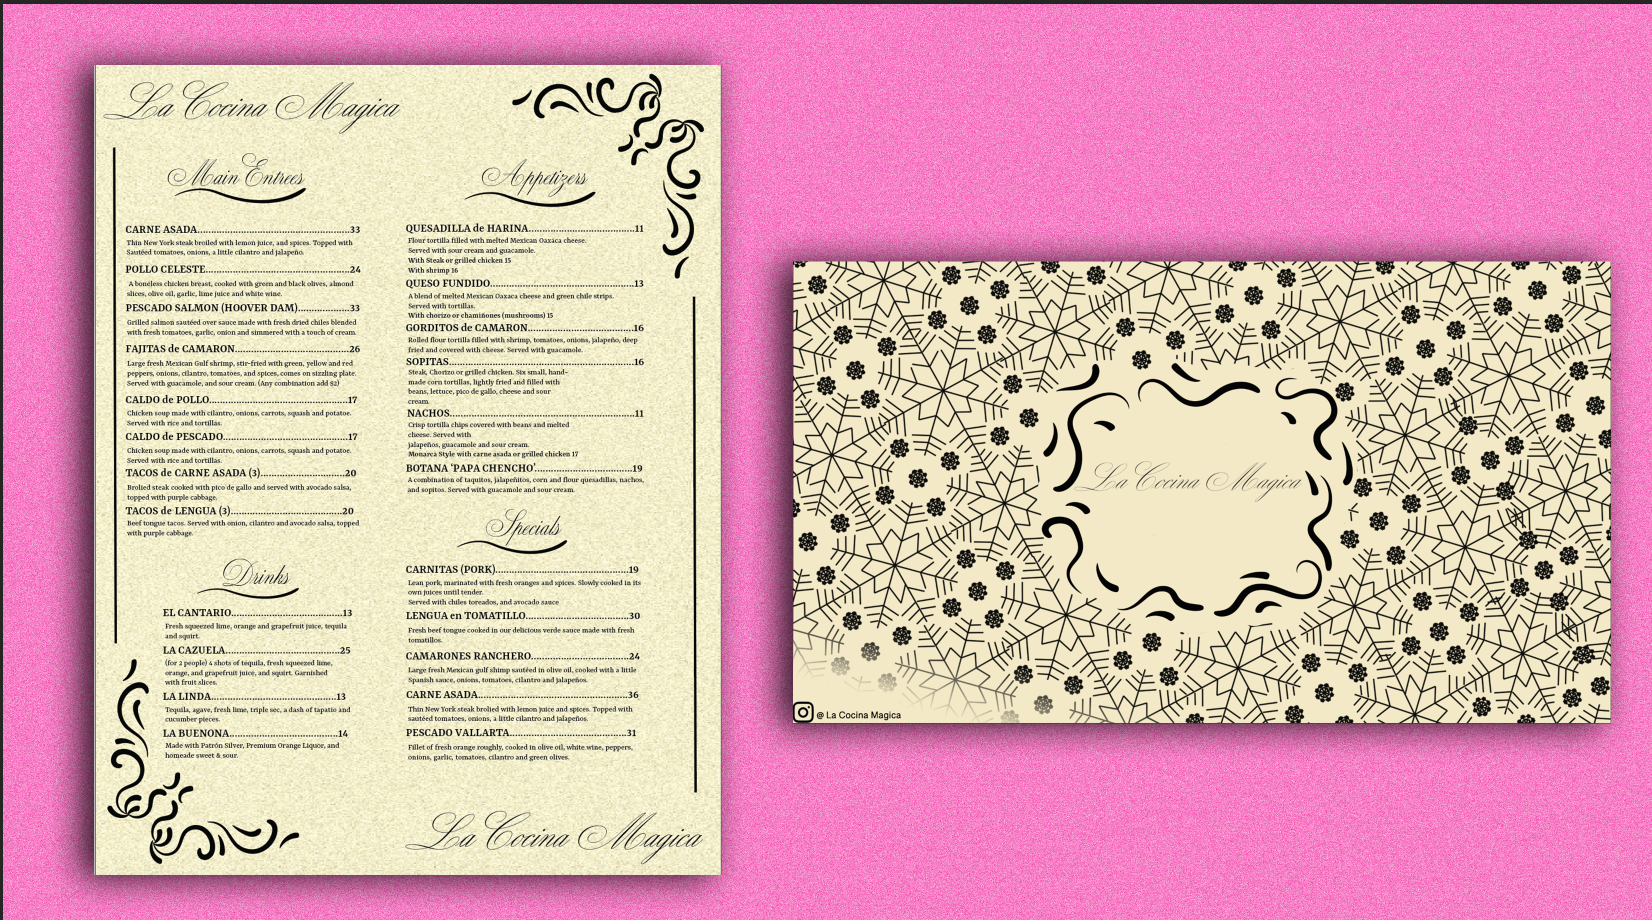 La Cocina Magica
Main Entrees
CARNE ASADA..................................................33
Thin New York steak broiled with lemon juice, and spices. Topped with
Sautéed tomatoes, onions, a little cilantro and jalapeño.
POLLO CELESTE...............................................24
A boneless chicken breast, cooked with green and black olives, almond
slices, olive oil, garlic, lime juice and white wine.
PESCADO SALMON (HOOVER DAM).................33
Grilled salmon sautéed over sauce made with fresh dried chiles blended
with fresh tomatoes, garlic, onion and simmered with a touch of cream.
FAJITAS de CAMARON.....................................26
Large fresh Mexican Gulf shrimp, stir-fried with green, yellow and red
peppers, onions, cilantro, tomatoes, and spices, comes on sizzling plate.
Served with guacamole, and sour cream. (Any combination add $2)
CALDO de POLLO............................................17
Chicken soup made with cilantro, onions, carrots, squash and potatoe.
Served with rice and tortillas.
CALDO de PESCADO........................................17
Chicken soup made with cilantro, onions, carrots, squash and potatoe.
Served with rice and tortillas.
TACOS de CARNE ASADA (3)............................20
Brolied steak cooked with pico de gallo and served with avocado salsa,
topped with purple cabbage.
TACOS de LENGUA (3).....................................20
Beef tongue tacos. Served with onion, cilantro and avocado salsa, topped
with purple cabbage.
Drinks
EL CANTARIO.....................................13
Fresh squeezed lime, orange and grapefruit juice, tequila
and squirt.
LA CAZUELA......................................25
(for 2 people) 4 shots of tequila, fresh squeezed lime,
orange, and grapefruit juice, and squirt. Garnished
with fruit slices.
LA LINDA.........................................13
Tequila, agave, fresh lime, triple sec, a dash of tapatio and
cucumber pieces.
LA BUENONA.....................................14
Made with Patrón Silver, Premium Orange Liquor, and
homeade sweet & sour.
Appetizers
QUESADILLA de HARINA...................................11
Flour tortilla filled with melted Mexican Oaxaca cheese.
Served with sour cream and guacamole.
With Steak or grilled chicken 15
With shrimp 16
QUESO FUNDIDO...............................................13
A blend of melted Mexican Oaxaca cheese and green chile strips.
Served with tortillas.
With chorizo or chamiñones (mushrooms) 15
GORDITOS de CAMARON...................................16
Rolled flour tortilla filled with shrimp, tomatoes, onions, jalapeño, deep
fried and covered with cheese. Served with guacamole.
SOPITAS............................................................16
Steak, Chorizo or grilled chicken. Six small, hand-
made corn tortillas, lightly fried and filled with
beans, lettuce, pico de gallo, cheese and sour
cream.
NACHOS............................................................11
Crisp tortilla chips covered with beans and melted
cheese. Served with
jalapeños, guacamole and sour cream.
Monarca Style with carne asada or grilled chicken 17
BOTANA 'PAPA CHENCHO'................................19
A combination of taquitos, jalapeñitos, corn and flour quesadillas, nachos,
and sopitos. Served with guacamole and sour cream.
Specials
CARNITAS (PORK)............................................19
Lean pork, marinated with fresh oranges and spices. Slowly cooked in its
own juices until tender.
Served with chiles toreados, and avocado sauce
LENGUA en TOMATILLO..................................30
Fresh beef tongue cooked in our delicious verde sauce made with fresh
tomatillos.
CAMARONES RANCHERO................................24
Large fresh Mexican gulf shrimp sautéed in olive oil, cooked with a little
Spanish sauce, onions, tomatoes, cilantro and jalapeños.
CARNE ASADA.................................................36
Thin New York steak brolied with lemon juice and spices. Topped with
sautéed tomatoes, onions, a little cilantro and jalapeños.
PESCADO VALLARTA........................................31
Fillet of fresh orange roughly, cooked in olive oil, white wine, peppers,
onions, garlic, tomatoes, cilantro and green olives.
La Cocina Magica
La Cocina Magica
@ La Cocina Magica